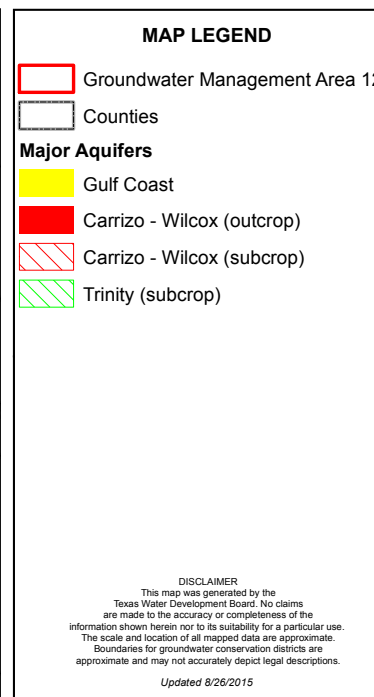 MAP LEGEND
Groundwater Management Area 12
Counties
Major Aquifers
Gulf Coast
Carrizo - Wilcox (outcrop)
Carrizo - Wilcox (subcrop)
Trinity (subcrop)
DISCLAIMER
This map was generated by the
Texas Water Development Board. No claims
are made to the accuracy or completeness of the
information shown herein nor to its suitability for a particular use.
The scale and location of all mapped data are approximate.
Boundaries for groundwater conservation districts are
approximate and may not accurately depict legal descriptions.
Updated 8/26/2015